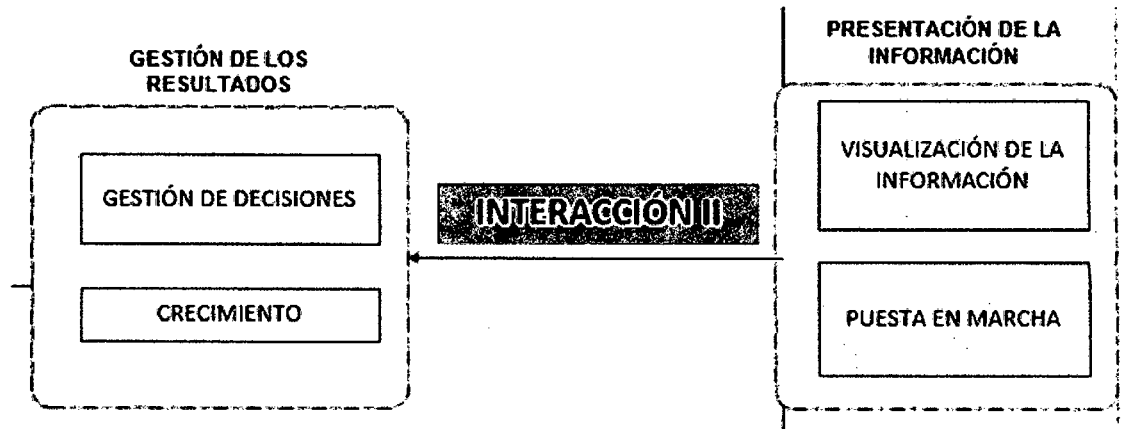 GESTIÓN DE LOS
RESULTADOS
GESTIÓN DE DECISIONES
CRECIMIENTO
INTERACCIÓN II
PRESENTACIÓN DE LA
INFORMACIÓN
VISUALIZACIÓN DE LA
INFORMACIÓN
PUESTA EN MARCHA